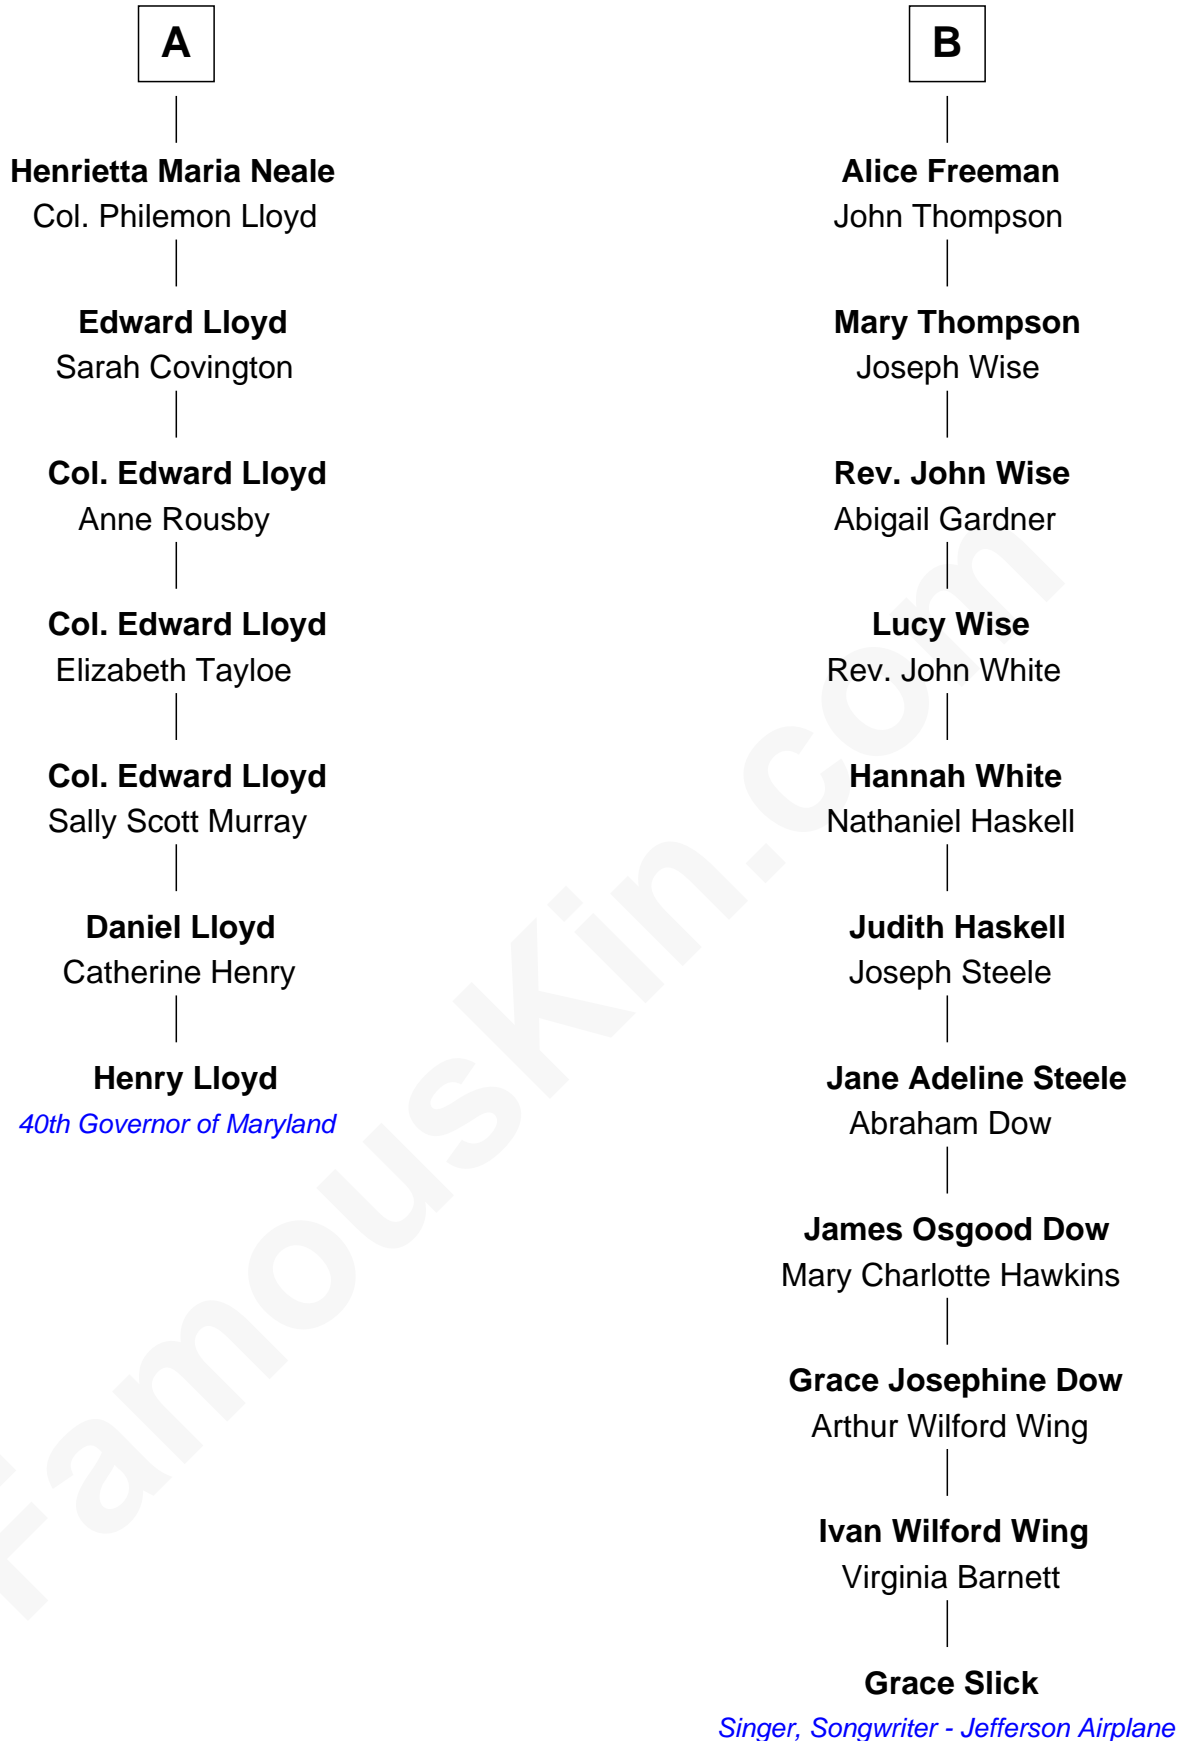 A
Henrietta Maria Neale
Col. Philemon Lloyd
Edward Lloyd
Sarah Covington
Col. Edward Lloyd
Anne Rousby
Col. Edward Lloyd
Elizabeth Tayloe
Col. Edward Lloyd
Sally Scott Murray
Daniel Lloyd
Catherine Henry
Henry Lloyd
40th Governor of Maryland
B
Alice Freeman
John Thompson
Mary Thompson
Joseph Wise
Rev. John Wise
Abigail Gardner
Lucy Wise
Rev. John White
Hannah White
Nathaniel Haskell
Judith Haskell
Joseph Steele
Jane Adeline Steele
Abraham Dow
James Osgood Dow
Mary Charlotte Hawkins
Grace Josephine Dow
Arthur Wilford Wing
Ivan Wilford Wing
Virginia Barnett
Grace Slick
Singer, Songwriter - Jefferson Airplane
FamousKin.com